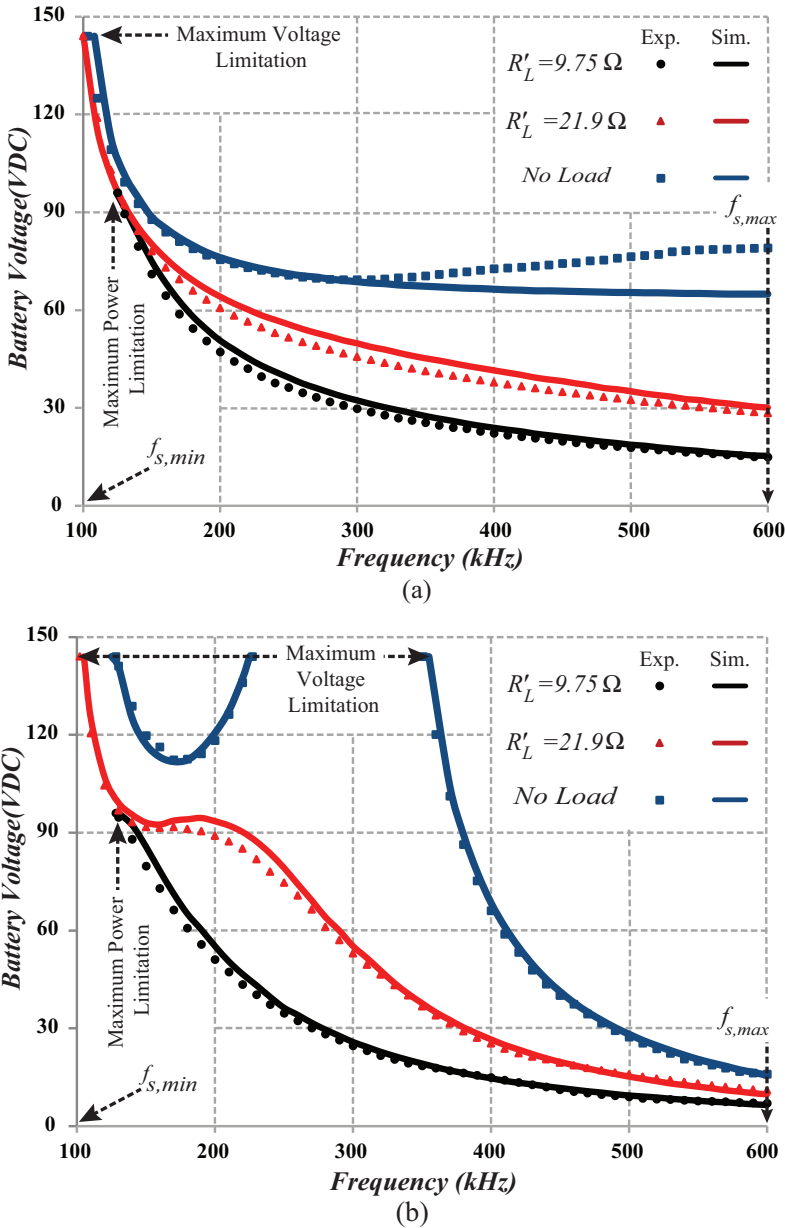 150
120
90
60
30
0
Battery Voltage(VDC)
Maximum Voltage
Limitation
Exp. Sim.
R'L=9.75 Ω
R'L =21.9 Ω
No Load
fs,max
Maximum Power
Limitation
fs,min
100 200 300 400 500 600
Frequency (kHz)
(a)
150
120
90
60
30
0
Battery Voltage(VDC)
Maximum
Voltage
Limitation
Exp. Sim.
R'L=9.75 Ω
R'L =21.9 Ω
No Load
fs,max
Maximum Power
Limitation
fs,min
100 200 300 400 500 600
Frequency (kHz)
(b)